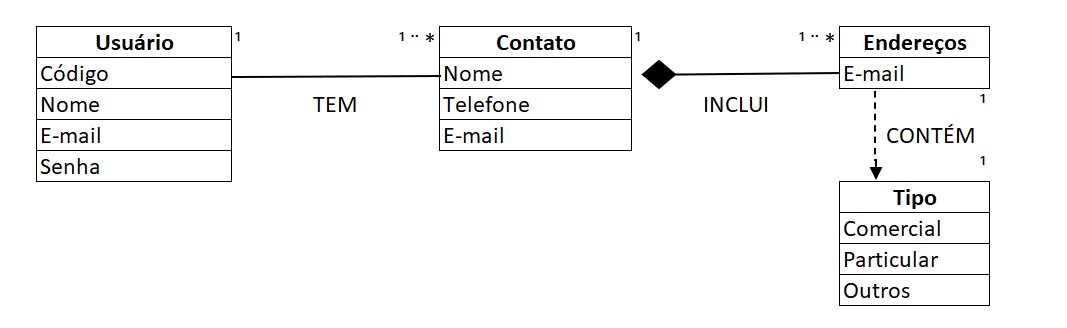 Usuário
Código
Nome
E-mail
Senha
1
TEM
1 .. *
Contato
Nome
Telefone
E-mail
1
INCLUI
1 .. *
Endereços
E-mail
1
CONTÉM
1
Tipo
Comercial
Particular
Outros